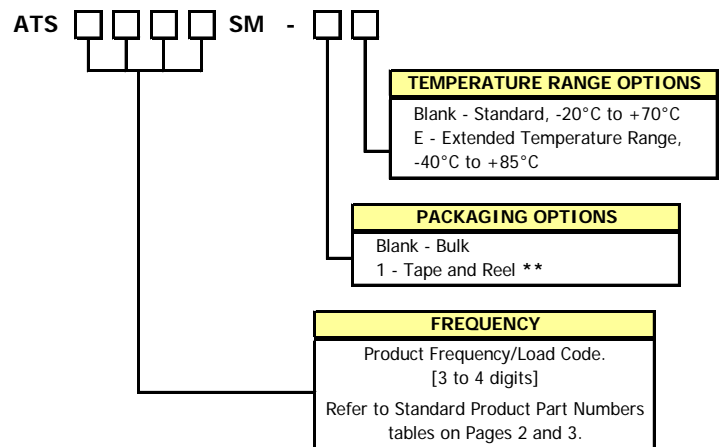 ATS SM -
TEMPERATURE RANGE OPTIONS
Blank - Standard, -20°C to +70°C
E - Extended Temperature Range,
-40°C to +85°C
PACKAGING OPTIONS
Blank - Bulk
1 - Tape and Reel **
FREQUENCY
Product Frequency/Load Code.
[3 to 4 digits]
Refer to Standard Product Part Numbers
tables on Pages 2 and 3.